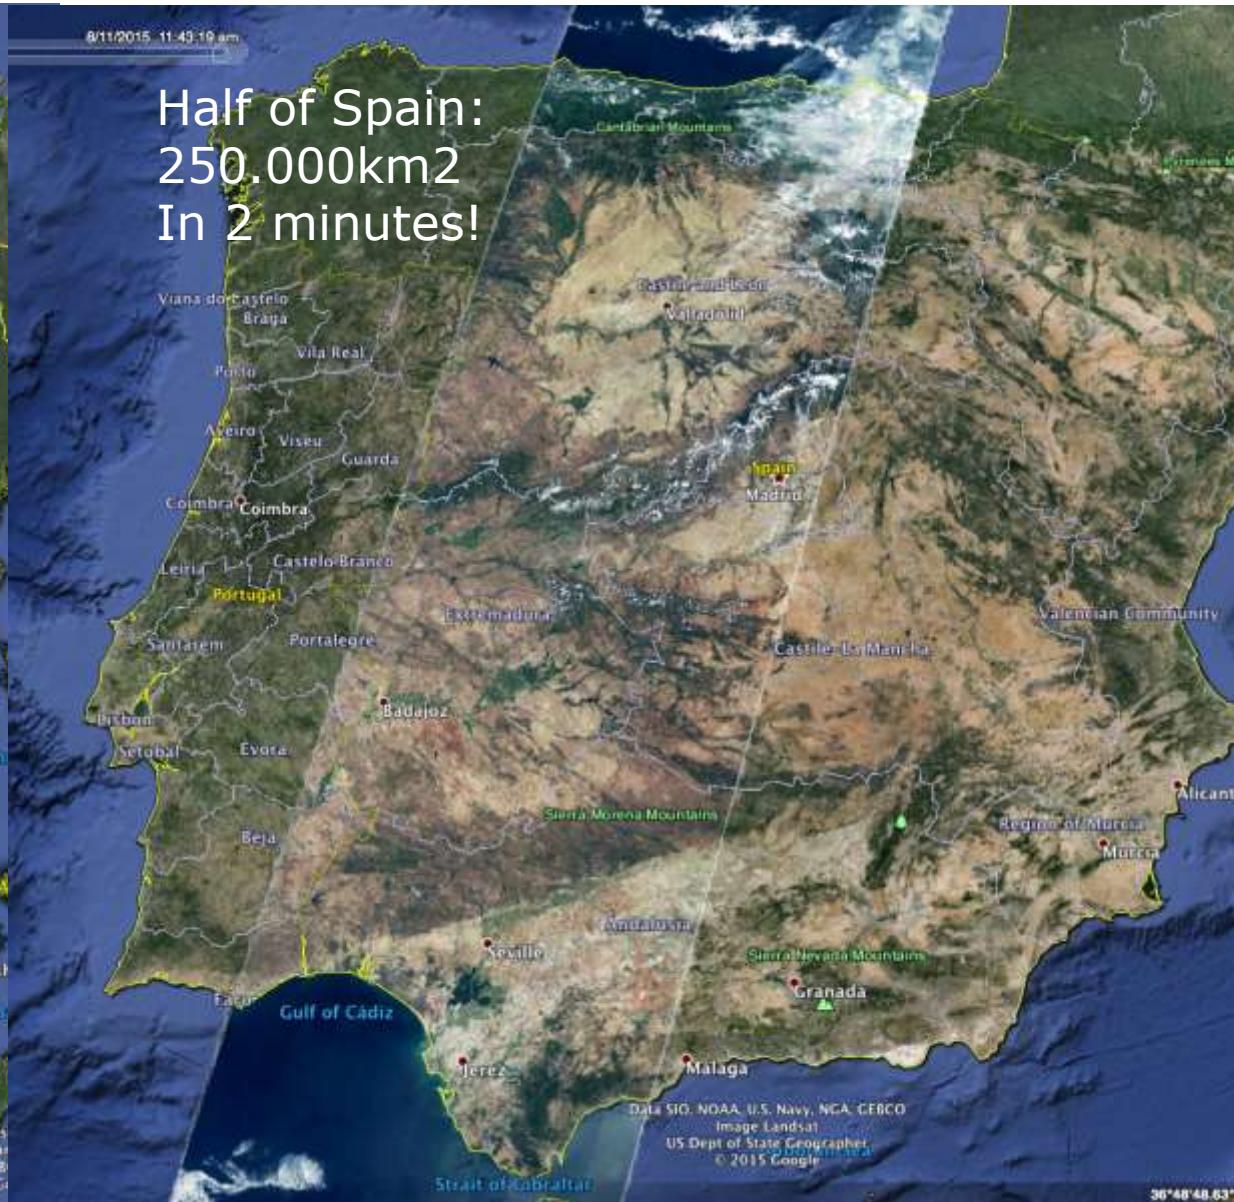 8/11/2015 11:43:19 am
Half of Spain:
250.000km2
In 2 minutes!
Cantabrian Mountains
Pyrenees M
Castile and León
Valladolid
Viana do Castelo
Braga
Vila Real
Porto
Aveiro
Viseu
Guarda
Spain
Madrid
Coimbra
Coimbra
Castelo Branco
Leiria
Portugal
Extremadura
Valencian Community
Santarem
Portalegre
Castile-La Mancha
Badajoz
Lisbon
Setubal
Evora
Alicant
Sierra Morena Mountains
Region of Murcia
Beja
Murcia
Andalusia
Seville
Sierra Nevada Mountains
Granada
Faro
Gulf of Cádiz
Jerez
Malaga
Data SIO, NOAA, U.S. Navy, NGA, GEBCO
Image Landsat
US Dept of State Geographer
© 2015 Google
Strait of Gibraltar
36°48'48.63"